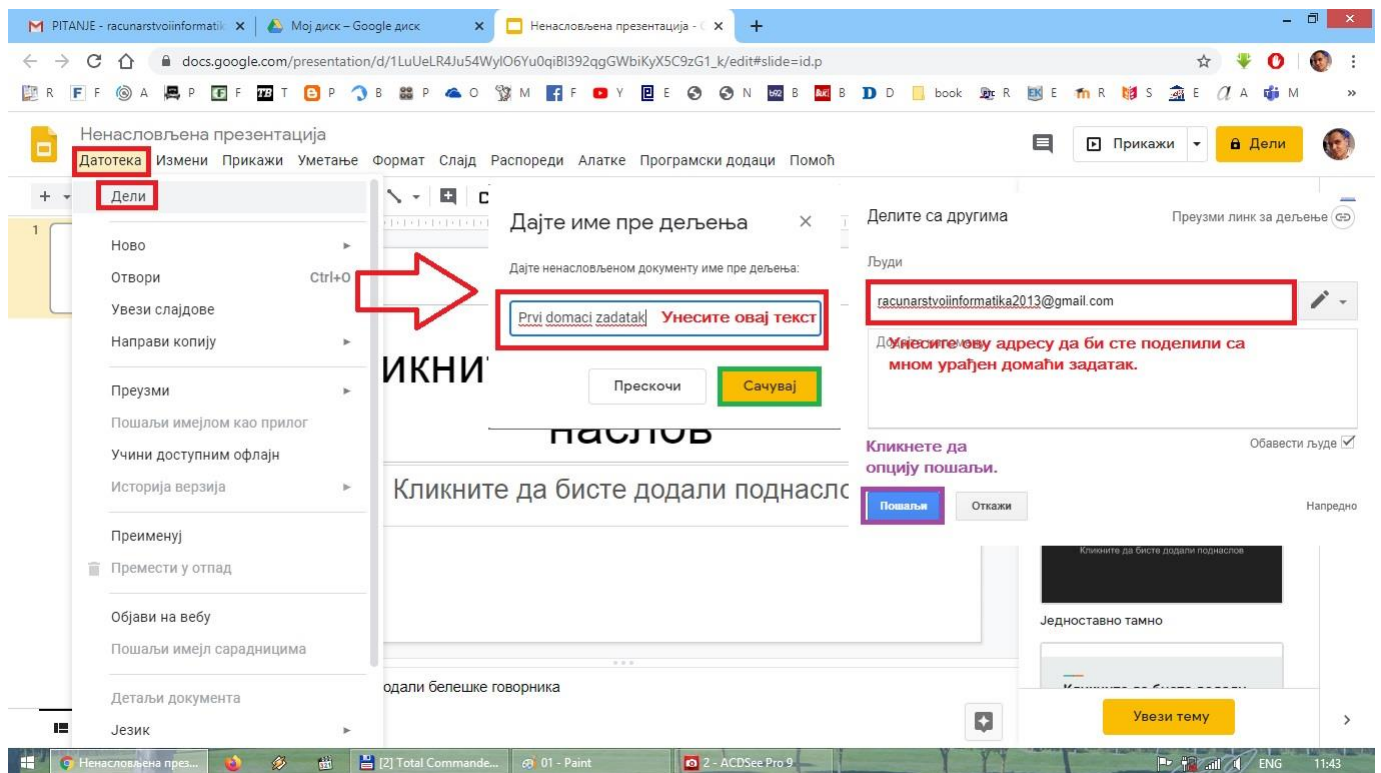 PITANJE - racunarstvoiinformatik
Мој диск – Google диск
Ненасловљена презентација -
docs.google.com/presentation/d/1LuUeLR4Ju54WylO6Yu0qiBl392qgGWbiKyX5C9zG1_k/edit#slide=id.p
R F A P F T B P O M F Y E N B B D book R E R S E A M »
Ненасловљена презентација
Датотека Измени Прикажи Уметање Формат Слајд Распореди Алатке Програмски додаци Помоћ
Прикажи
Дели
Дели
Ново
Отвори Ctrl+O
Увези слајдове
Направи копију
Преузми
Пошаљи имејлом као прилог
Учини доступним офлајн
Историја верзија
Преименуј
Премести у отпад
Објави на вебу
Пошаљи имејл сарадницима
Детаљи документа
Језик
1
Дајте име пре дељења
Дајте ненасловљеном документу име пре дељења:
Prvi domaci zadatak Унесите овај текст
Прескочи Сачувај
икни
наслов
Кликните да бисте додали поднасло
одали белешке говорника
Делите са другима Преузми линк за дељење
Људи
racunarstvoiinformatika2013@gmail.com
Унесите ову адресу да би сте поделили са
мном урађен домаћи задатак.
Кликнете да
опцију пошаљи.
Обавести људе
Пошаљи Откажи Напредно
Кликните да бисте додали поднаслов
Једноставно тамно
Увези тему
Ненасловљена през...
[2] Total Commande...
01 - Paint
2 - ACDSee Pro 9
ENG 11:43